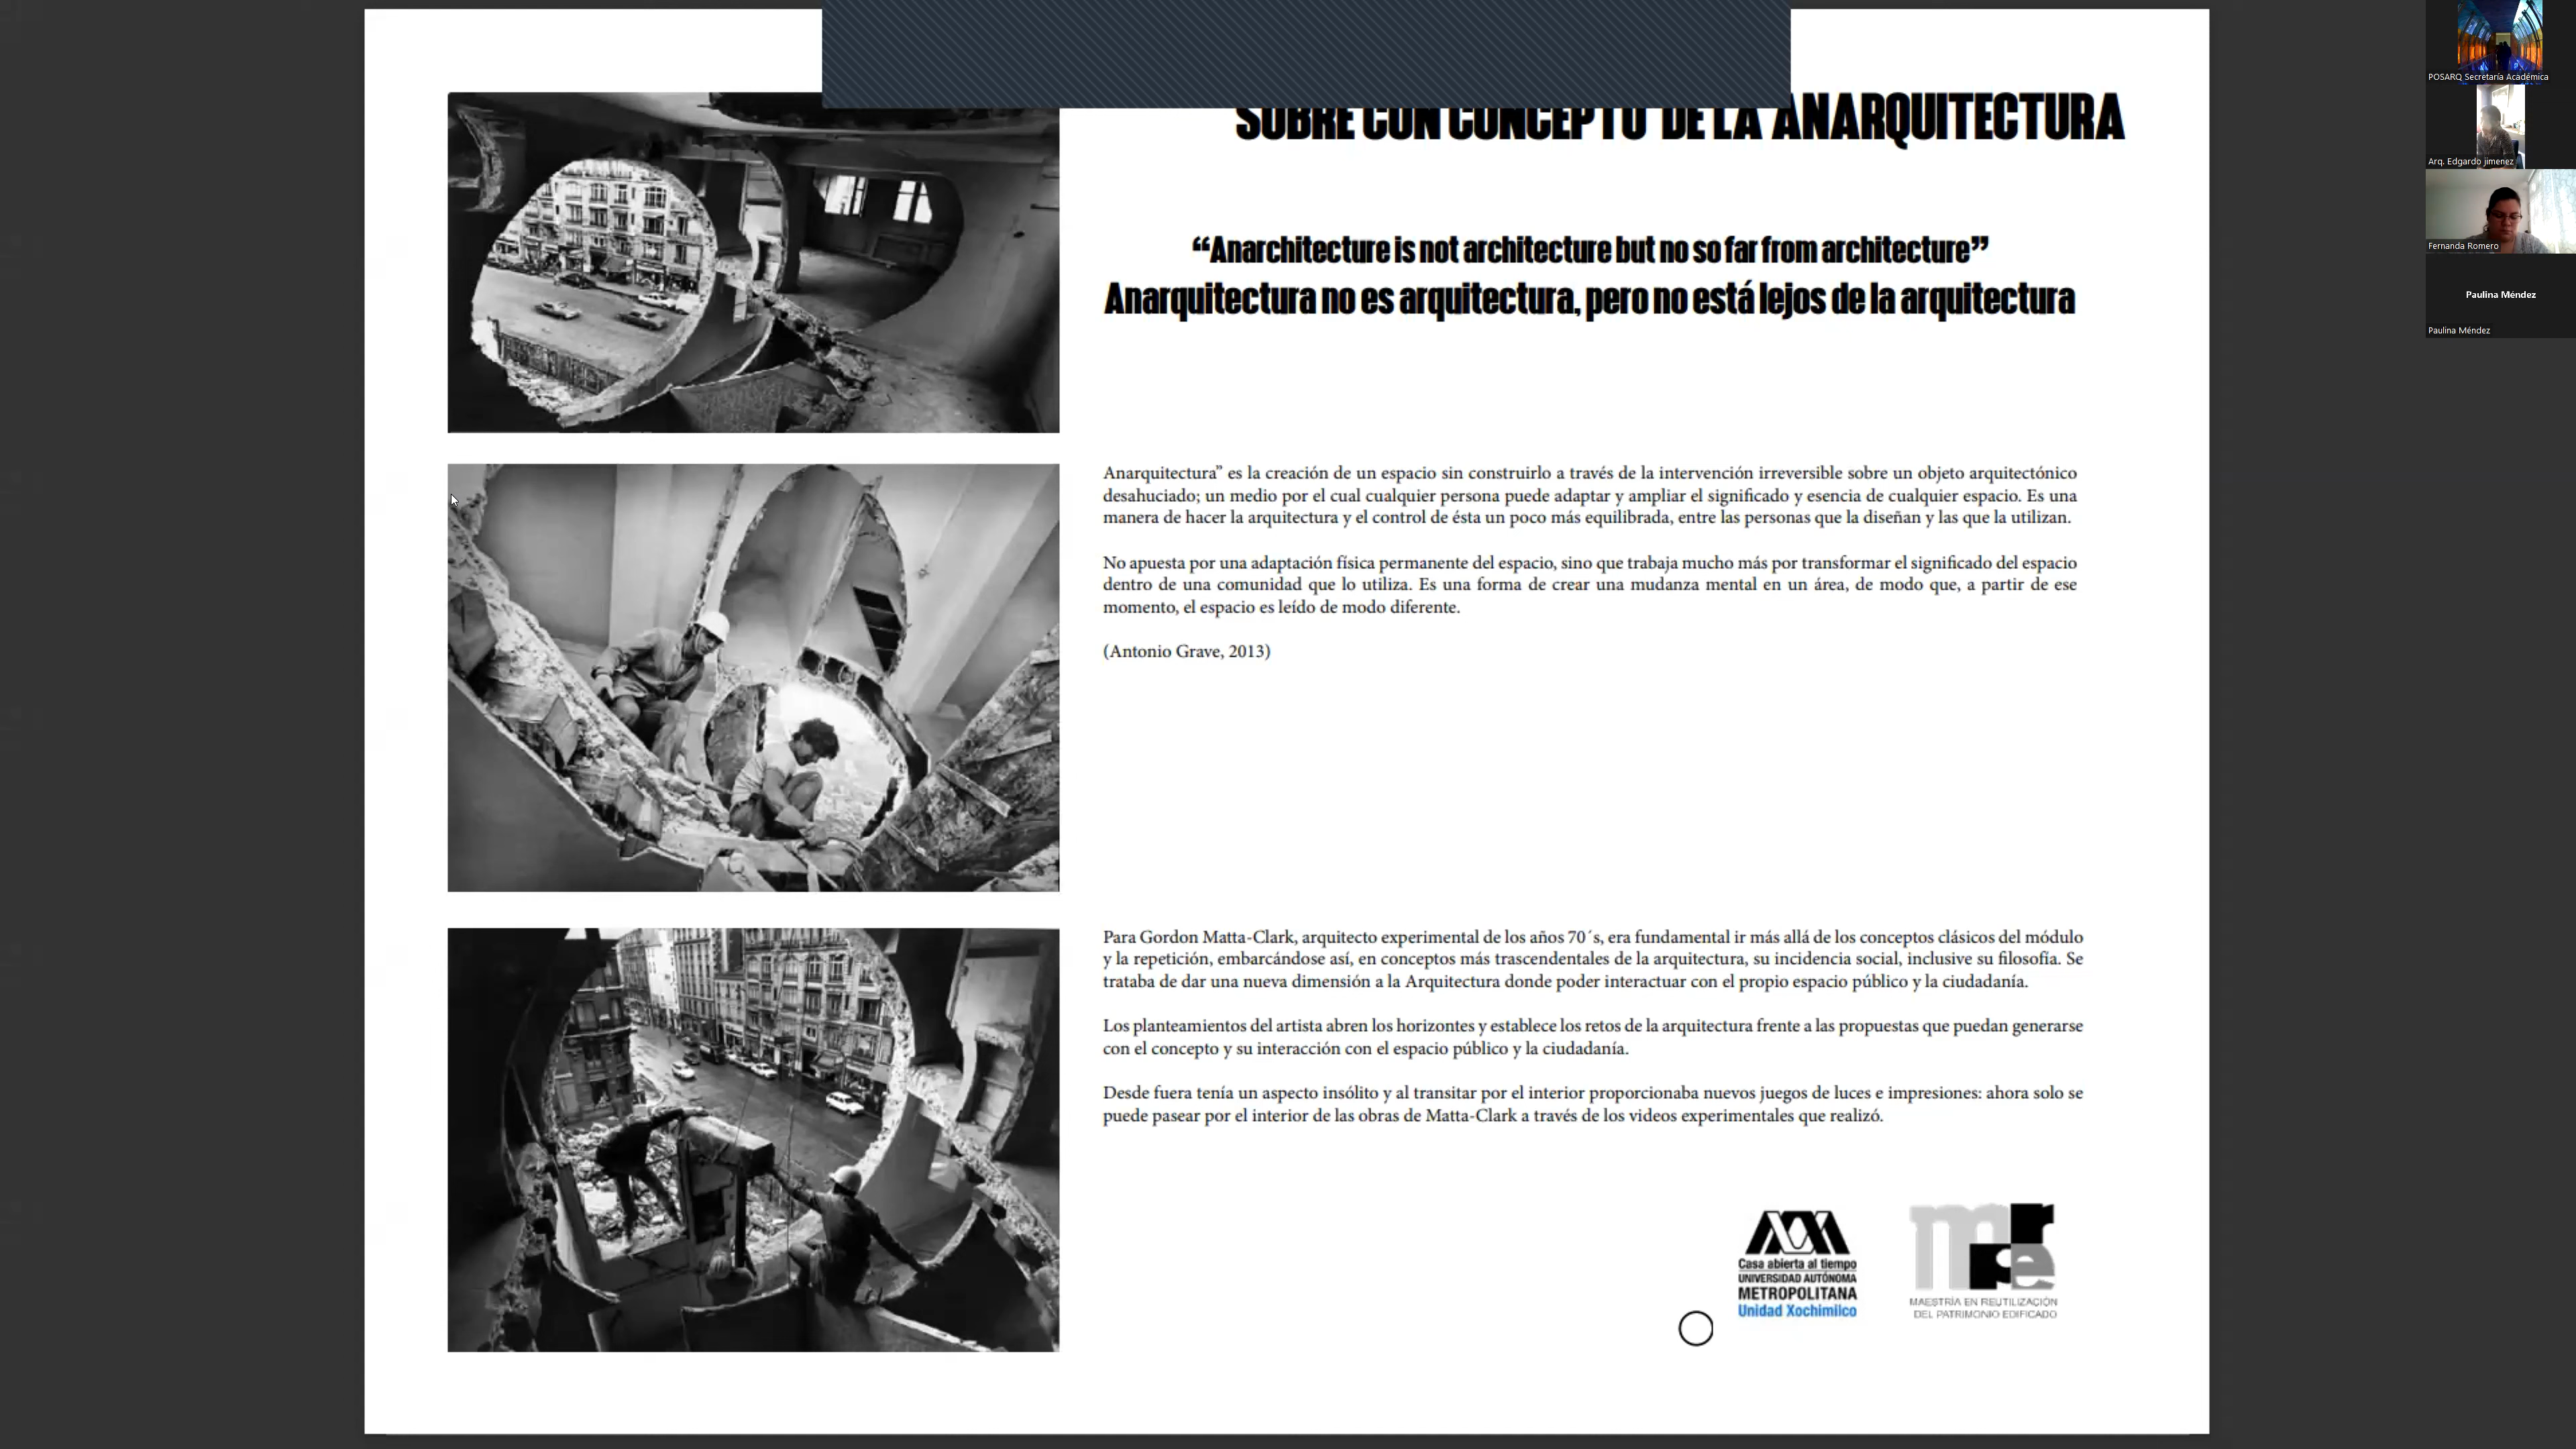 SOBRE CON CONCEPTO DE LA ANARQUITECTURA
“Anarchitecture is not architecture but no so far from architecture”
Anarquitectura no es arquitectura, pero no está lejos de la arquitectura
Anarquitectura” es la creación de un espacio sin construirlo a través de la intervención irreversible sobre un objeto arquitectónico
desahuciado; un medio por el cual cualquier persona puede adaptar y ampliar el significado y esencia de cualquier espacio. Es una
manera de hacer la arquitectura y el control de ésta un poco más equilibrada, entre las personas que la diseñan y las que la utilizan.
No apuesta por una adaptación física permanente del espacio, sino que trabaja mucho más por transformar el significado del espacio
dentro de una comunidad que lo utiliza. Es una forma de crear una mudanza mental en un área, de modo que, a partir de ese
momento, el espacio es leído de modo diferente.
(Antonio Grave, 2013)
Para Gordon Matta-Clark, arquitecto experimental de los años 70´s, era fundamental ir más allá de los conceptos clásicos del módulo
y la repetición, embarcándose así, en conceptos más trascendentales de la arquitectura, su incidencia social, inclusive su filosofía. Se
trataba de dar una nueva dimensión a la Arquitectura donde poder interactuar con el propio espacio público y la ciudadanía.
Los planteamientos del artista abren los horizontes y establece los retos de la arquitectura frente a las propuestas que puedan generarse
con el concepto y su interacción con el espacio público y la ciudadanía.
Desde fuera tenía un aspecto insólito y al transitar por el interior proporcionaba nuevos juegos de luces e impresiones: ahora solo se
puede pasear por el interior de las obras de Matta-Clark a través de los videos experimentales que realizó.
Casa abierta al tiempo
UNIVERSIDAD AUTÓNOMA
METROPOLITANA
Unidad Xochimilco
mrpe
MAESTRÍA EN REUTILIZACIÓN
DEL PATRIMONIO EDIFICADO
POSARQ Secretaría Académica
Arq. Edgardo jimenez
Fernanda Romero
Paulina Méndez
Paulina Méndez